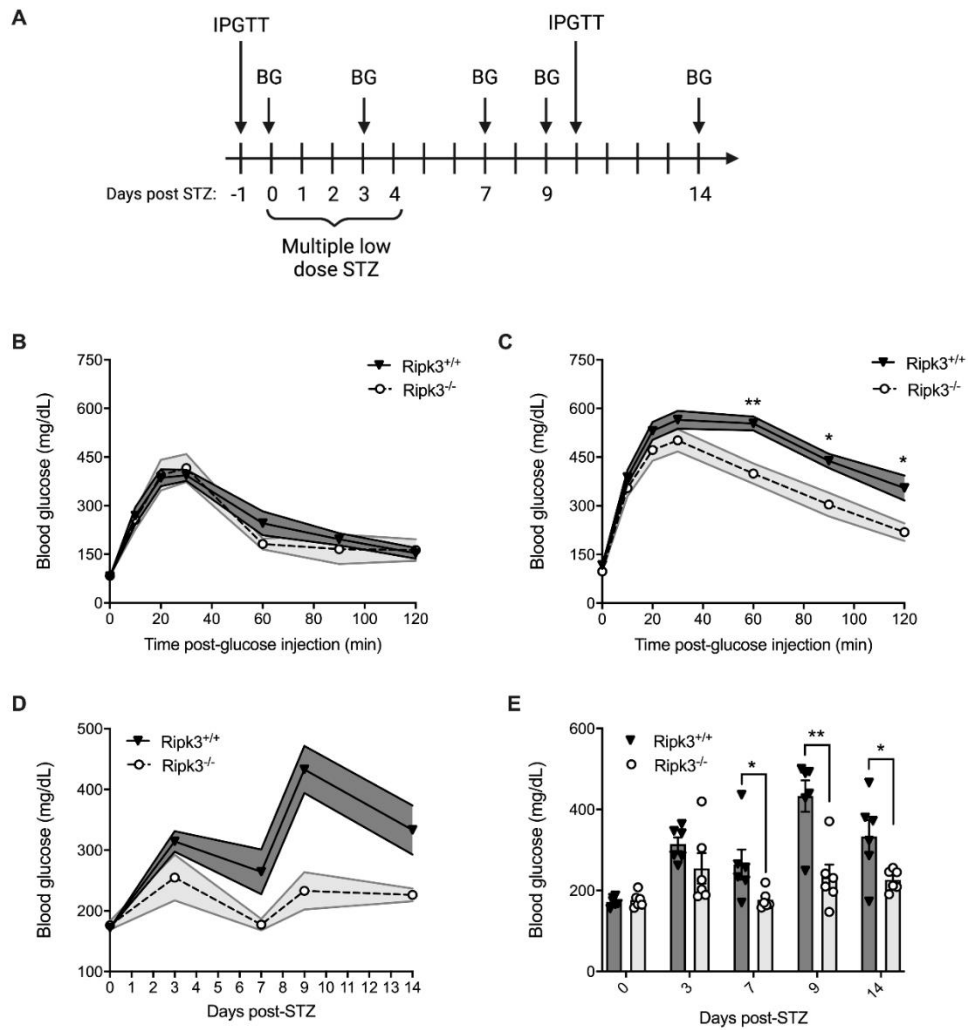 A
IPGTT
IPGTT
BG
BG
BG
BG
BG
Days post STZ:
-1 0 1 2 3 4 7 9 14
Multiple low
dose STZ
B
Ripk3+/+
Ripk3-/-
Blood glucose (mg/dL)
750
600
450
300
150
0
0 20 40 60 80 100 120
Time post-glucose injection (min)
C
Ripk3+/+
Ripk3-/-
**
*
*
Blood glucose (mg/dL)
750
600
450
300
150
0
0 20 40 60 80 100 120
Time post-glucose injection (min)
D
Ripk3+/+
Ripk3-/-
Blood glucose (mg/dL)
500
400
300
200
100
0 1 2 3 4 5 6 7 8 9 10 11 12 13 14
Days post-STZ
E
Ripk3+/+
Ripk3-/-
*
**
*
Blood glucose (mg/dL)
600
400
200
0
0 3 7 9 14
Days post-STZ